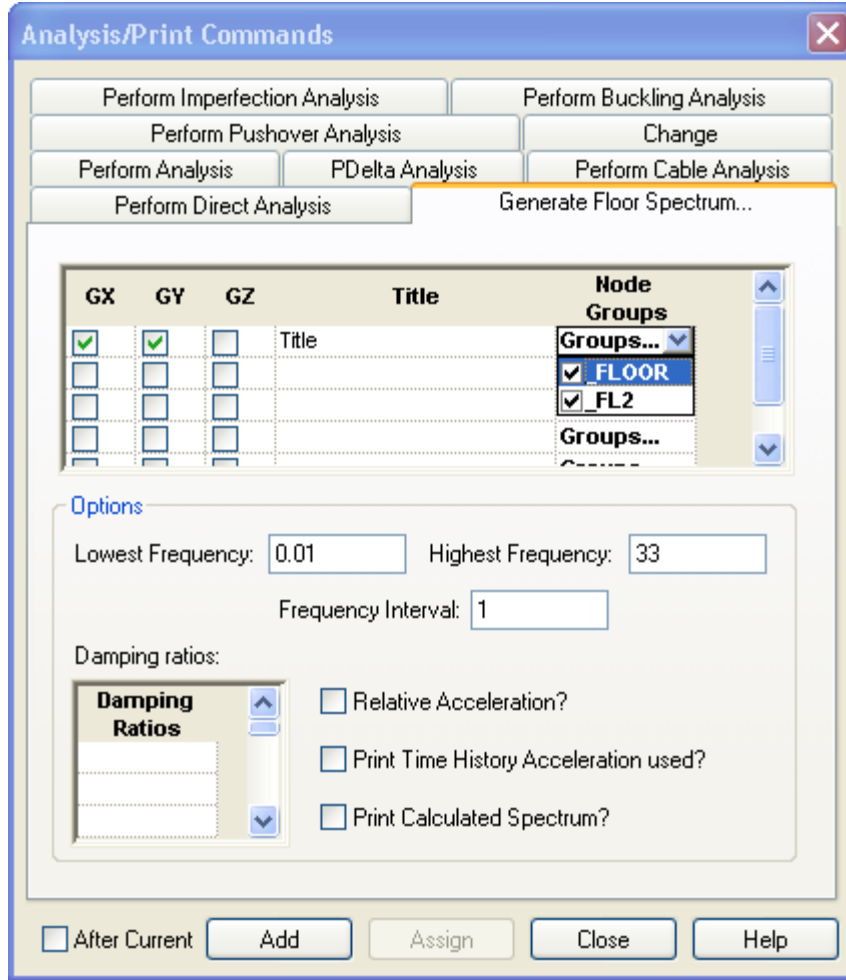 Analysis/Print Commands
Perform Imperfection Analysis Perform Buckling Analysis
Perform Pushover Analysis Change
Perform Analysis PDelta Analysis Perform Cable Analysis
Perform Direct Analysis Generate Floor Spectrum...
GX GY GZ Title Node
Groups
Title Groups...
_FLOOR
_FL2
Groups...
Options
Lowest Frequency: 0.01 Highest Frequency: 33
Frequency Interval: 1
Damping ratios:
Damping
Ratios
Relative Acceleration?
Print Time History Acceleration used?
Print Calculated Spectrum?
After Current Add Assign Close Help